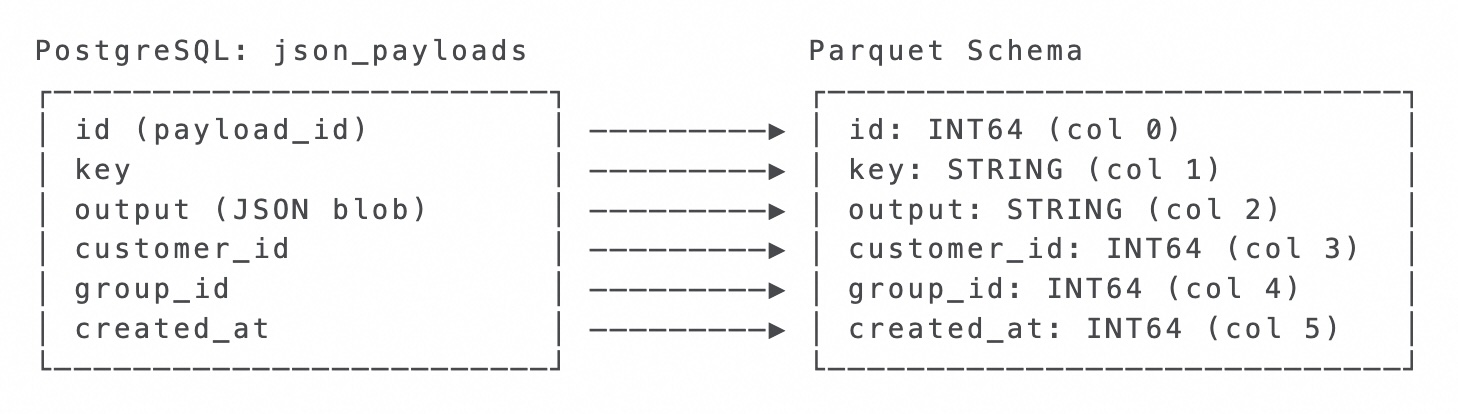 PostgreSQL: json_payloads
id (payload_id)
key
output (JSON blob)
customer_id
group_id
created_at
Parquet Schema
id: INT64 (col 0)
key: STRING (col 1)
output: STRING (col 2)
customer_id: INT64 (col 3)
group_id: INT64 (col 4)
created_at: INT64 (col 5)